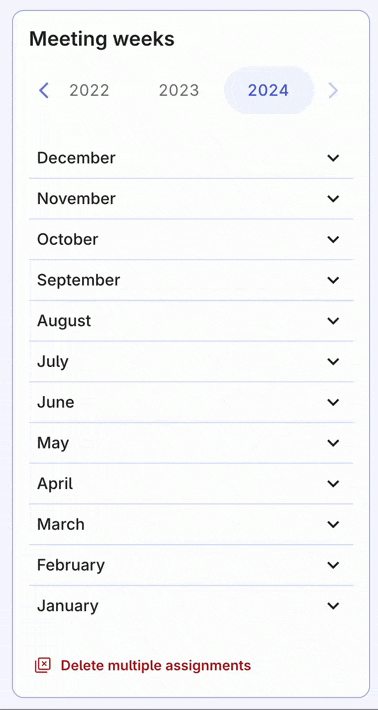 Meeting weeks
2022 2023 2024
December
November
October
September
August
July
June
May
April
March
February
January
Delete multiple assignments